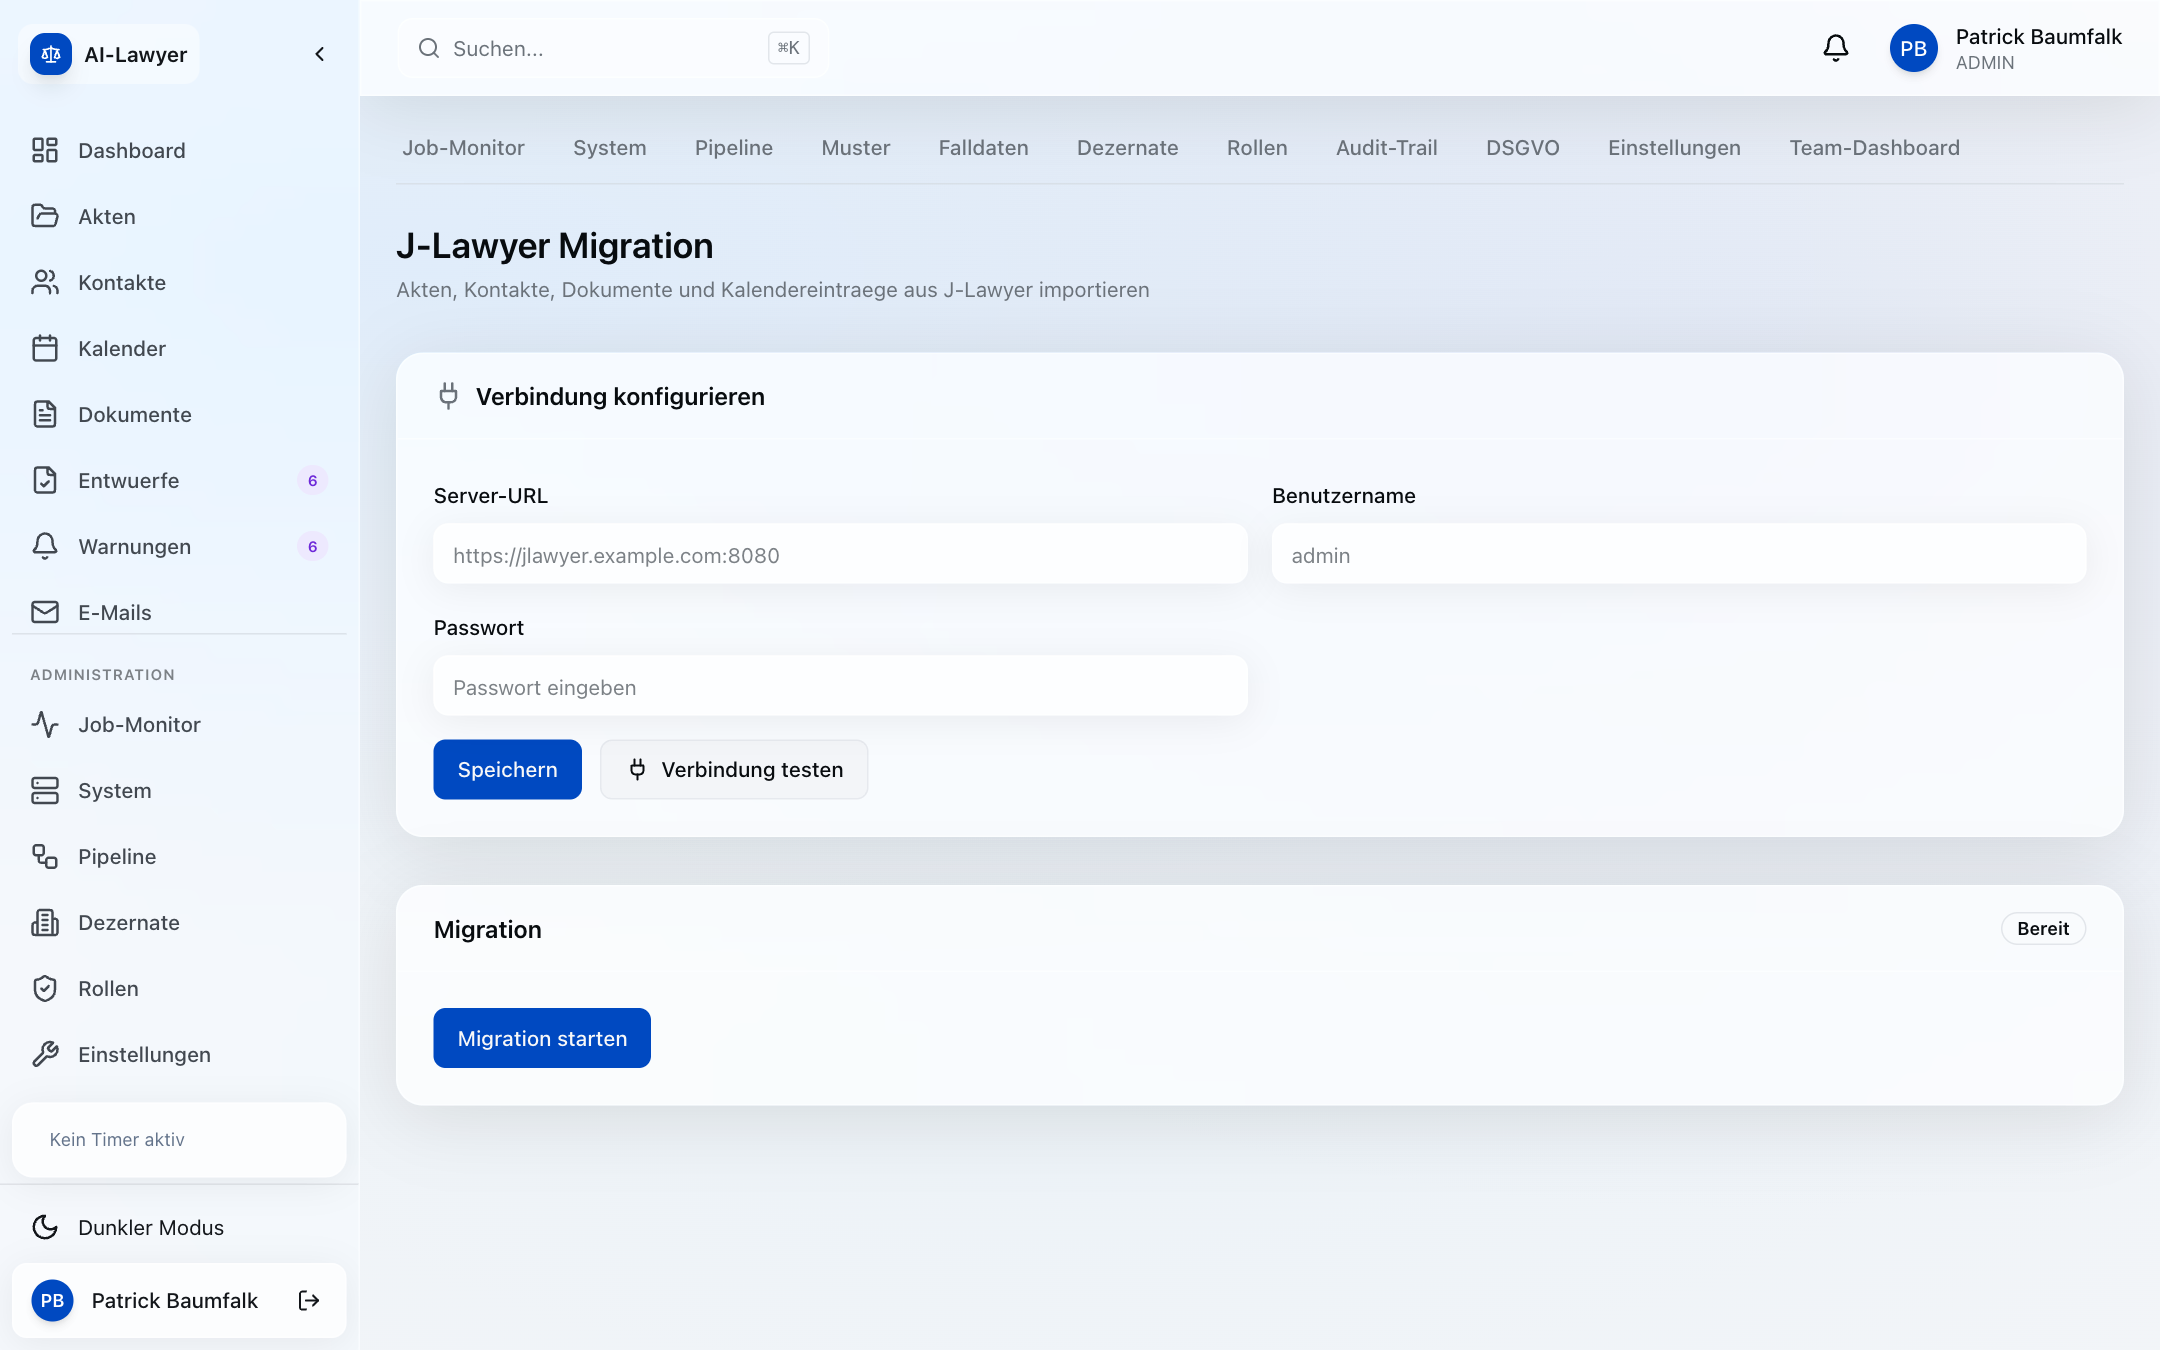 AI-Lawyer
Suchen...
⌘K
PB
Patrick Baumfalk
ADMIN
Dashboard
Akten
Kontakte
Kalender
Dokumente
Entwuerfe 6
Warnungen 6
E-Mails
ADMINISTRATION
Job-Monitor
System
Pipeline
Dezernate
Rollen
Einstellungen
Kein Timer aktiv
Dunkler Modus
PB Patrick Baumfalk
Job-Monitor System Pipeline Muster Falldaten Dezernate Rollen Audit-Trail DSGVO Einstellungen Team-Dashboard
J-Lawyer Migration
Akten, Kontakte, Dokumente und Kalendereintraege aus J-Lawyer importieren
Verbindung konfigurieren
Server-URL
https://jlawyer.example.com:8080
Benutzername
admin
Passwort
Passwort eingeben
Speichern
Verbindung testen
Migration
Bereit
Migration starten